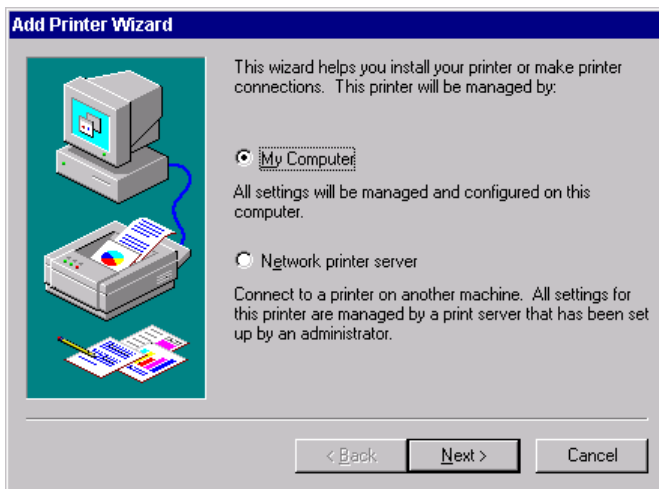 Add Printer Wizard
This wizard helps you install your printer or make printer
connections. This printer will be managed by:
My Computer
All settings will be managed and configured on this
computer.
Network printer server
Connect to a printer on another machine. All settings for
this printer are managed by a print server that has been set
up by an administrator.
< Back
Next >
Cancel